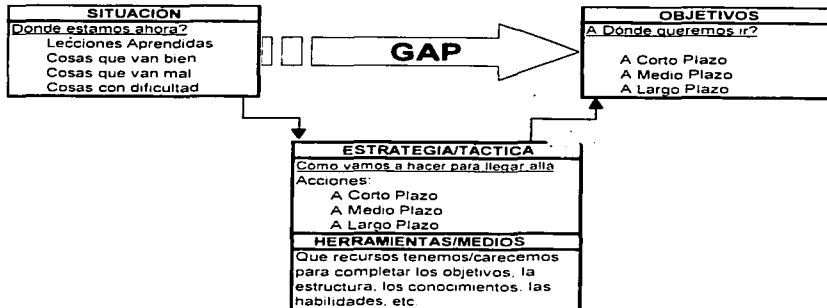 SITUACIÓN
Donde estamos ahora?
Lecciones Aprendidas
Cosas que van bien
Cosas que van mal
Cosas con dificultad
GAP
OBJETIVOS
A Dónde queremos ir?
A Corto Plazo
A Medio Plazo
A Largo Plazo
ESTRATEGIA/TÁCTICA
Como vamos a hacer para llegar allá
Acciones:
A Corto Plazo
A Medio Plazo
A Largo Plazo
HERRAMIENTAS/MEDIOS
Que recursos tenemos/carecemos
para completar los objetivos, la
estructura, los conocimientos, las
habilidades, etc